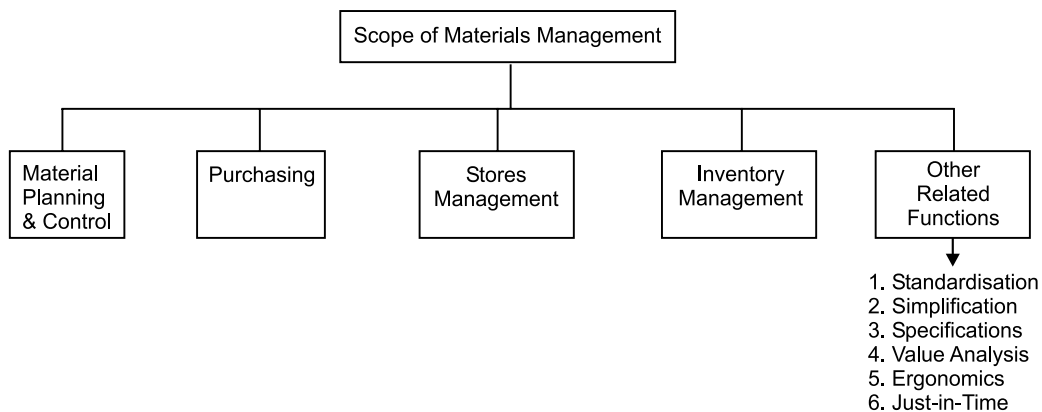 Scope of Materials Management
Material
Planning
& Control
Purchasing
Stores
Management
Inventory
Management
Other
Related
Functions
1. Standardisation
2. Simplification
3. Specifications
4. Value Analysis
5. Ergonomics
6. Just-in-Time